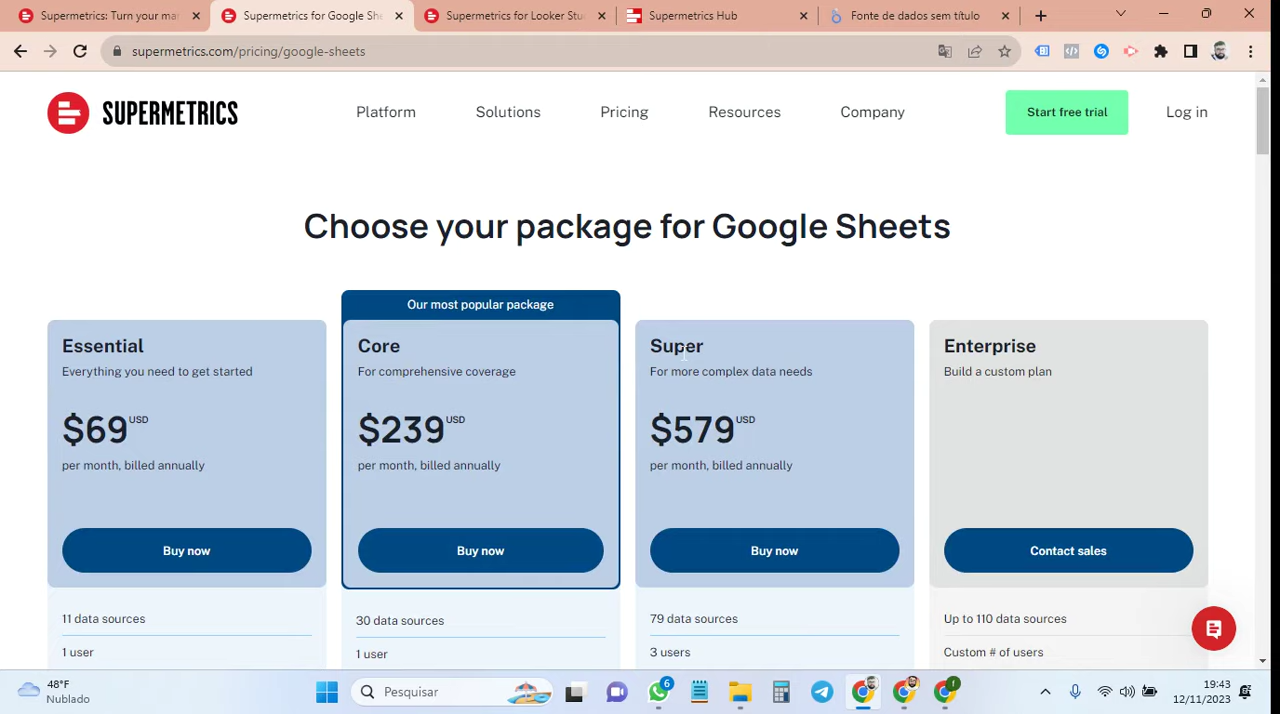 Supermetrics: Turn your ma
Supermetrics for Google She
Supermetrics for Looker Stu
Supermetrics Hub
Fonte de dados sem título
supermetrics.com/pricing/google-sheets
SUPERMETRICS
Platform
Solutions
Pricing
Resources
Company
Start free trial
Log in
Choose your package for Google Sheets
Our most popular package
Essential
Everything you need to get started
$69 USD
per month, billed annually
Buy now
11 data sources
1 user
Core
For comprehensive coverage
$239 USD
per month, billed annually
Buy now
30 data sources
1 user
Super
For more complex data needs
$579 USD
per month, billed annually
Buy now
79 data sources
3 users
Enterprise
Build a custom plan
Contact sales
Up to 110 data sources
Custom # of users
48°F
Nublado
Pesquisar
6
f
19:43
12/11/2023